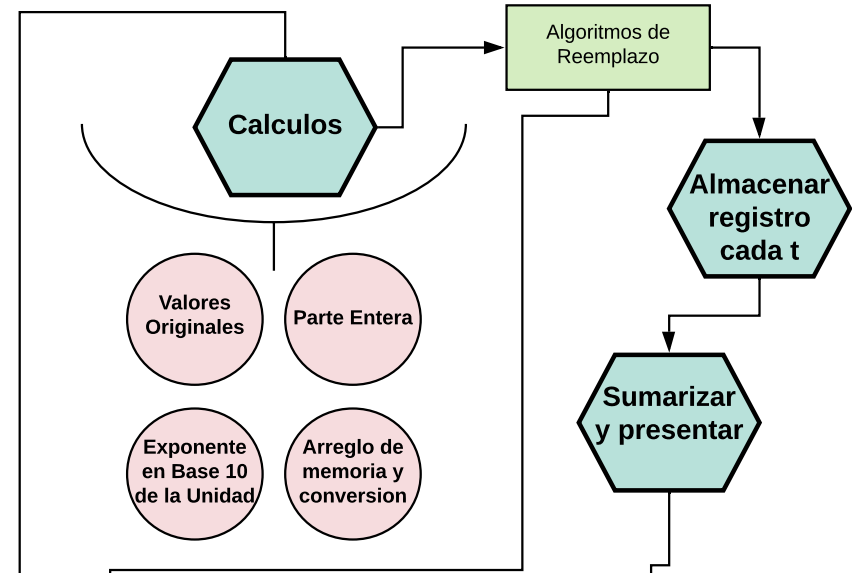 Algoritmos de
Reemplazo
Calculos
Almacenar
registro
cada t
Valores
Originales
Parte Entera
Sumarizar
y presentar
Exponente
en Base 10
de la Unidad
Arreglo de
memoria y
conversion